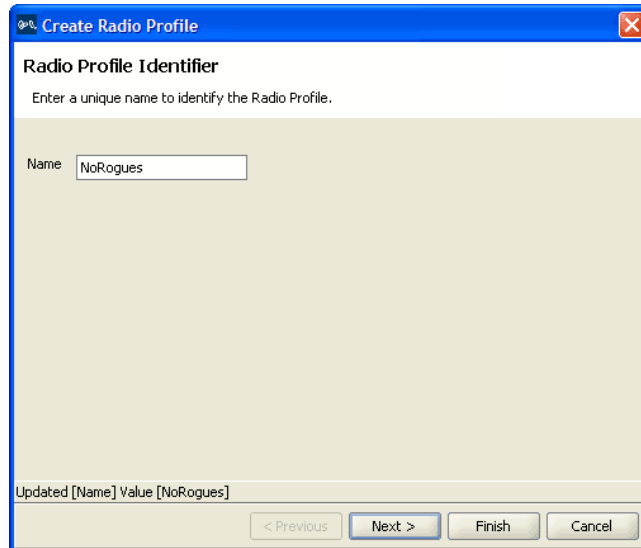 Create Radio Profile
Radio Profile Identifier
Enter a unique name to identify the Radio Profile.
Name NoRogues
Updated [Name] Value [NoRogues]
< Previous Next > Finish Cancel